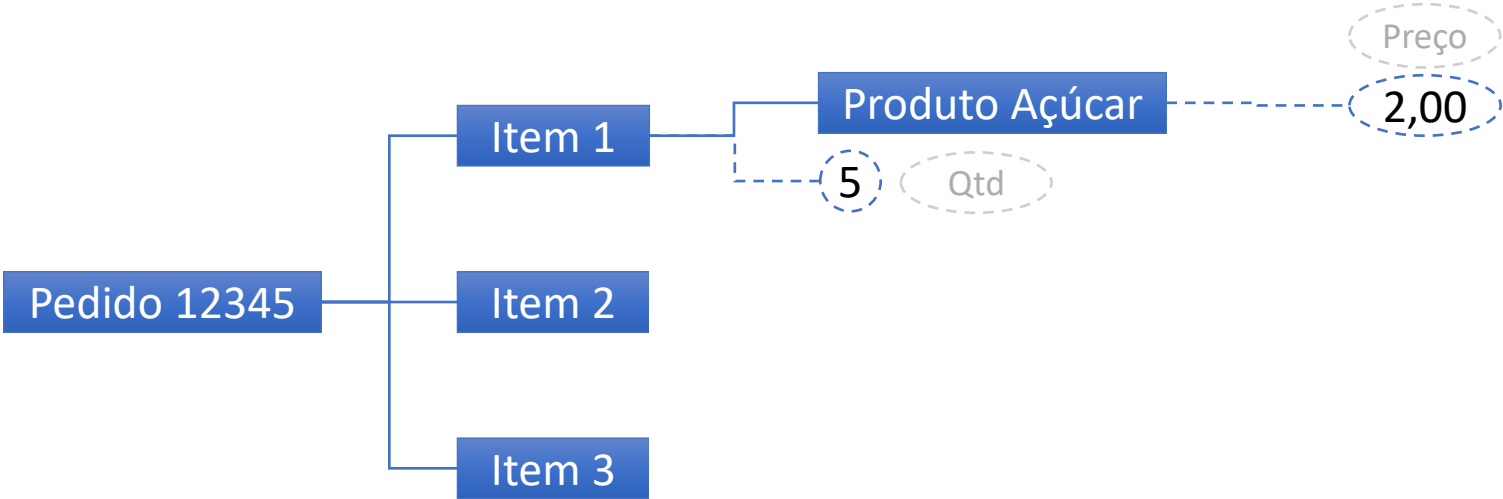 Preço
Produto Açúcar
2,00
Item 1
5
Qtd
Pedido 12345
Item 2
Item 3